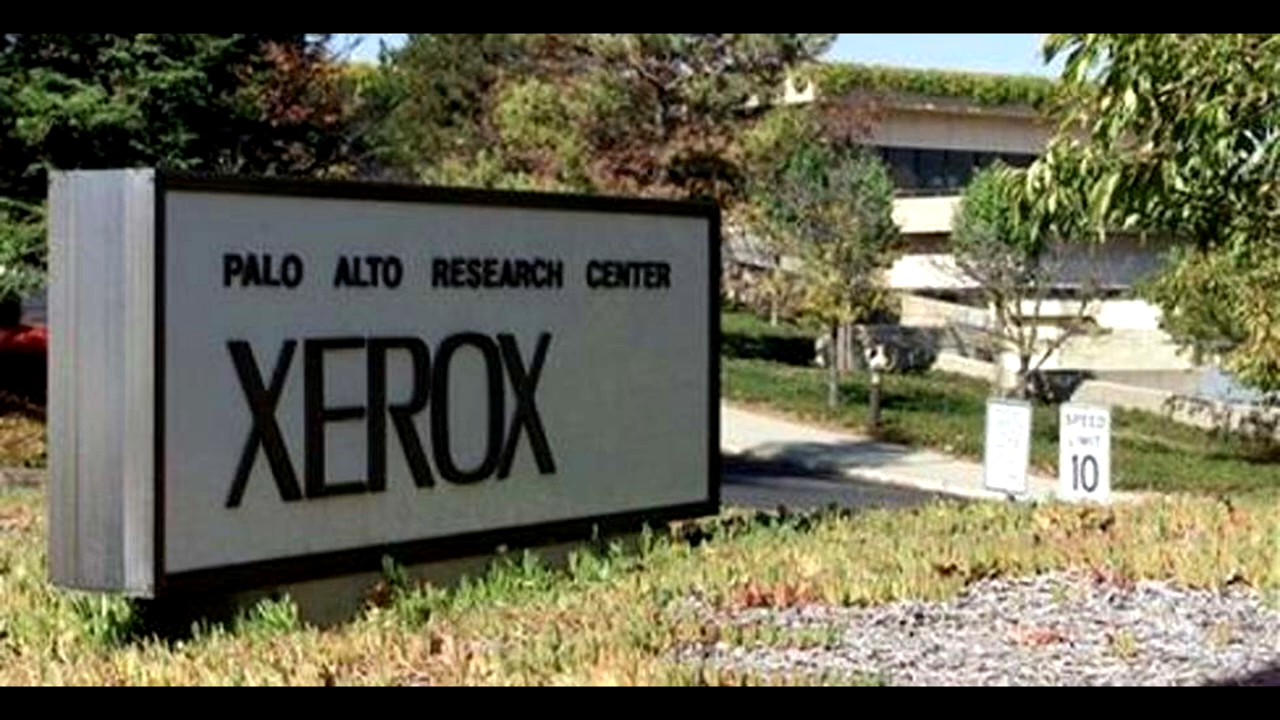 PALO ALTO RESEARCH CENTER
XEROX
SPEED
LIMIT
10